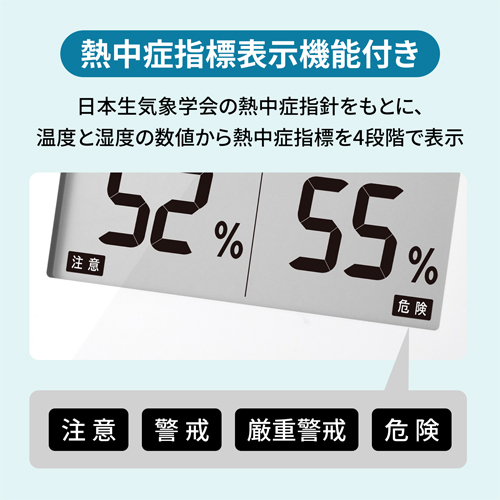 熱中症指標表示機能付き
日本生気象学会の熱中症指針をもとに、
温度と湿度の数値から熱中症指標を4段階で表示
52%
55%
注意
危険
注意 警戒 厳重警戒 危険